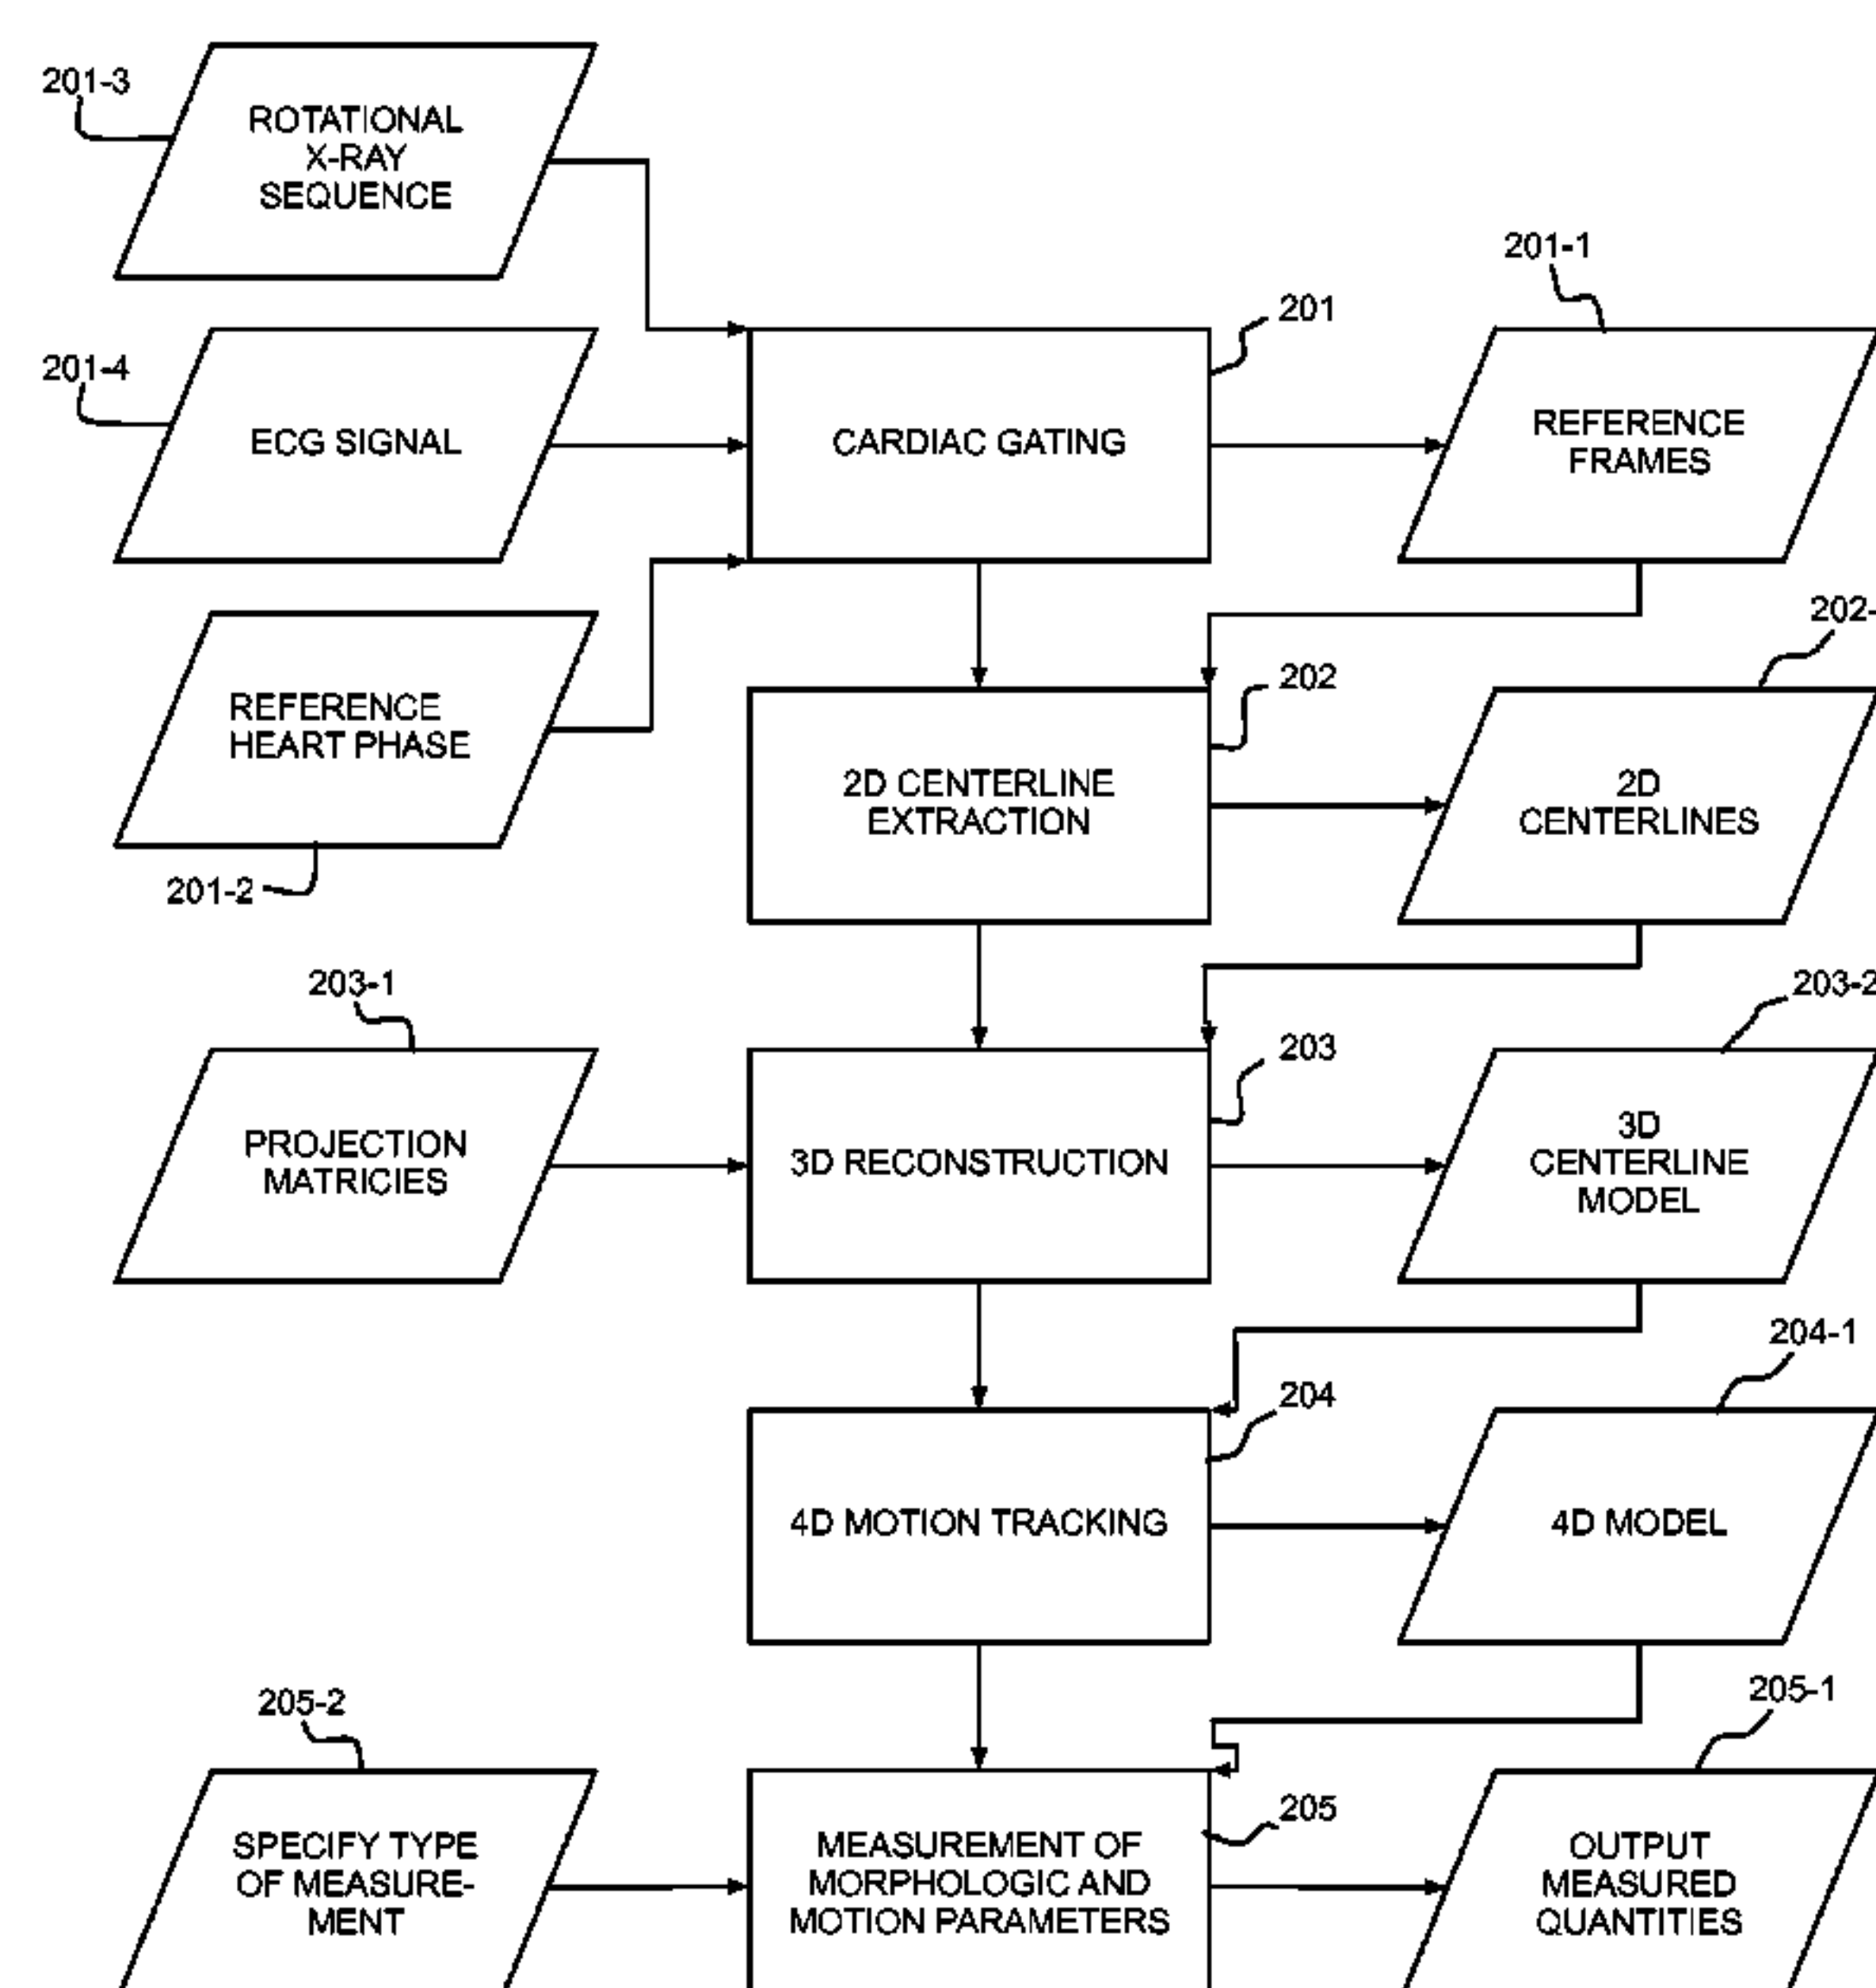 201-3
ROTATIONAL
X-RAY
SEQUENCE
201-1
201
201-4
ECG SIGNAL
CARDIAC GATING
REFERENCE
FRAMES
202-
202
REFERENCE
HEART PHASE
2D CENTERLINE
EXTRACTION
2D
CENTERLINES
201-2
203-1
203-2
203
PROJECTION
MATRICIES
3D RECONSTRUCTION
3D
CENTERLINE
MODEL
204-1
204
4D MOTION TRACKING
4D MODEL
205-2
205-1
205
SPECIFY TYPE
OF MEASURE-
MENT
MEASUREMENT OF
MORPHOLOGIC AND
MOTION PARAMETERS
OUTPUT
MEASURED
QUANTITIES